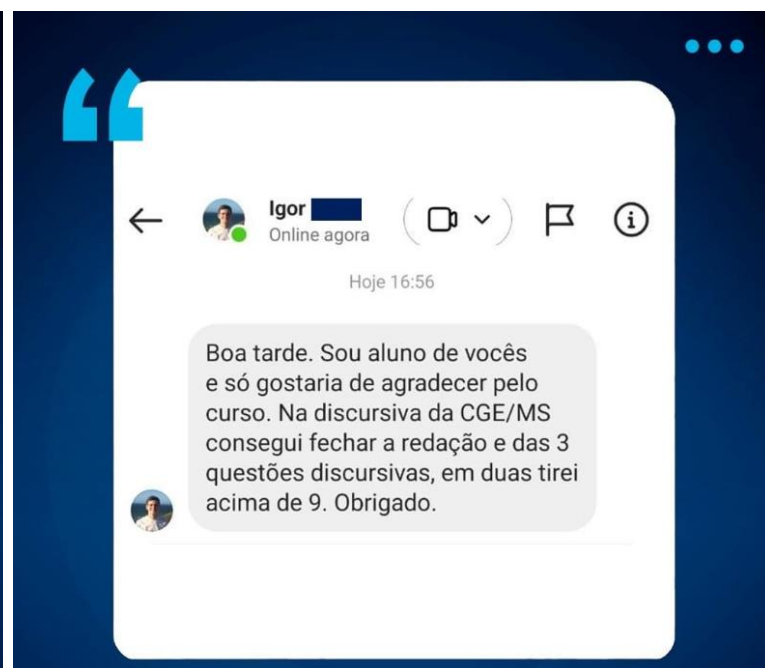 Igor
Online agora
Hoje 16:56
Boa tarde. Sou aluno de vocês
e só gostaria de agradecer pelo
curso. Na discursiva da CGE/MS
consegui fechar a redação e das 3
questões discursivas, em duas tirei
acima de 9. Obrigado.